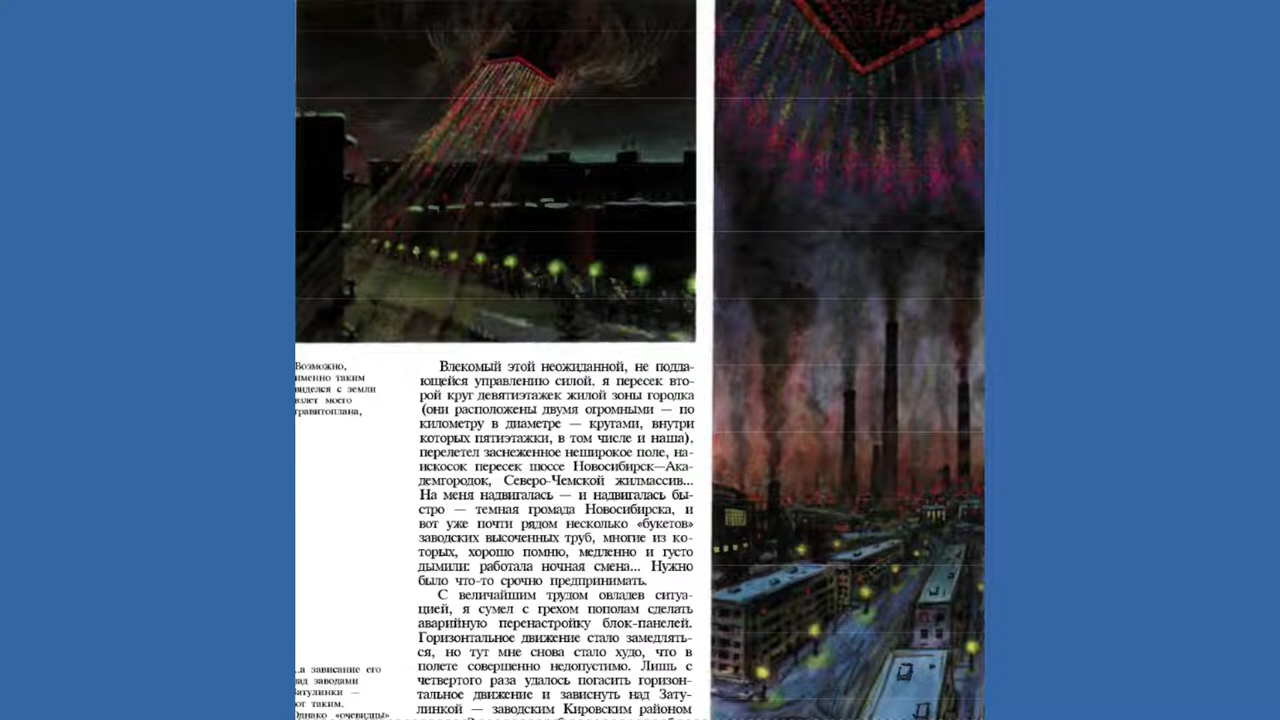 Возможно,
именно таким
виделся с земли
взлет моего
гравитоплана,
Влекомый этой неожиданной, не подда-
ющейся управлению силой, я пересек вто-
рой круг девятиэтажек жилой зоны городка
(они расположены двумя огромными — по
километру в диаметре — кругами, внутри
которых пятиэтажки, в том числе и наша),
перелетел заснеженное неширокое поле, на-
искосок пересек шоссе Новосибирск—Ака-
демгородок, Северо-Чемской жилмассив...
На меня надвигалась — и надвигалась бы-
стро — темная громада Новосибирска, и
вот уже почти рядом несколько «букетов»
заводских высоченных труб, многие из ко-
торых, хорошо помню, медленно и густо
дымили: работала ночная смена... Нужно
было что-то срочно предпринимать.
С величайшим трудом овладев ситуа-
цией, я сумел с грехом пополам сделать
аварийную перенастройку блок-панелей.
Горизонтальное движение стало замедлять-
ся, но тут мне снова стало худо, что в
полете совершенно недопустимо. Лишь с
четвертого раза удалось погасить горизон-
тальное движение и зависнуть над Зату-
линкой — заводским Кировским районом
..а зависание его
над заводами
Затулинки —
вот таким.
Однако «очевидцы»